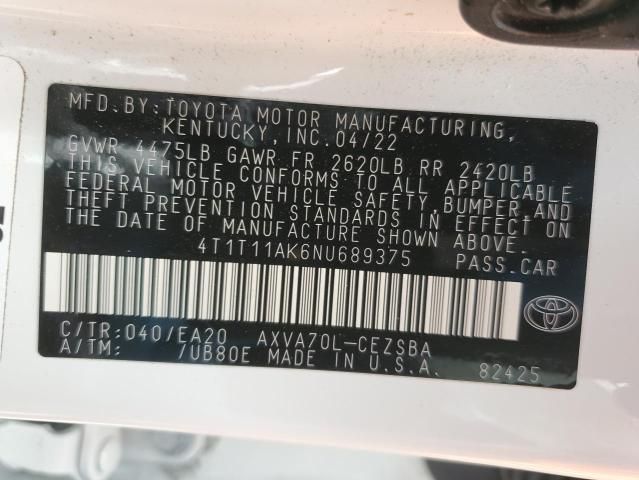 MFD.BY:TOYOTA MOTOR MANUFACTURING,
KENTUCKY,INC.04/22
GVWR 4475LB GAWR FR 2620LB RR 2420LB
THIS VEHICLE CONFORMS TO ALL APPLICABLE
FEDERAL MOTOR VEHICLE SAFETY,BUMPER,AND
THEFT PREVENTION STANDARDS IN EFFECT ON
THE DATE OF MANUFACTURE SHOWN ABOVE.
4T1T11AK6NU689375 PASS.CAR
C/TR:040/EA20 AXVA70L-CEZSBA
A/TM: /UB80E MADE IN U.S.A. 82425
TOYOTA